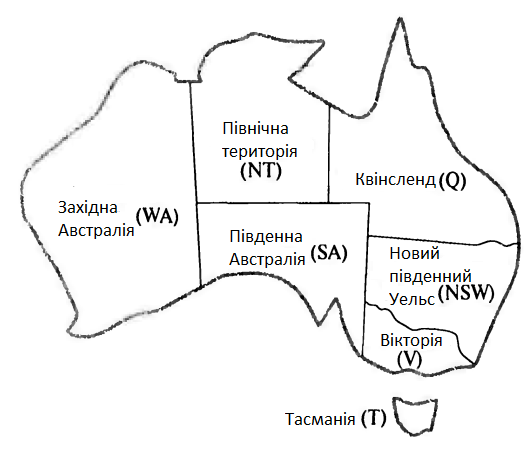 Північна
територія
(NT)
Квінсленд (Q)
Західна
Австралія (WA)
Південна
Австралія (SA)
Новий
південний
Уельс (NSW)
Вікторія
(V)
Тасманія (T)